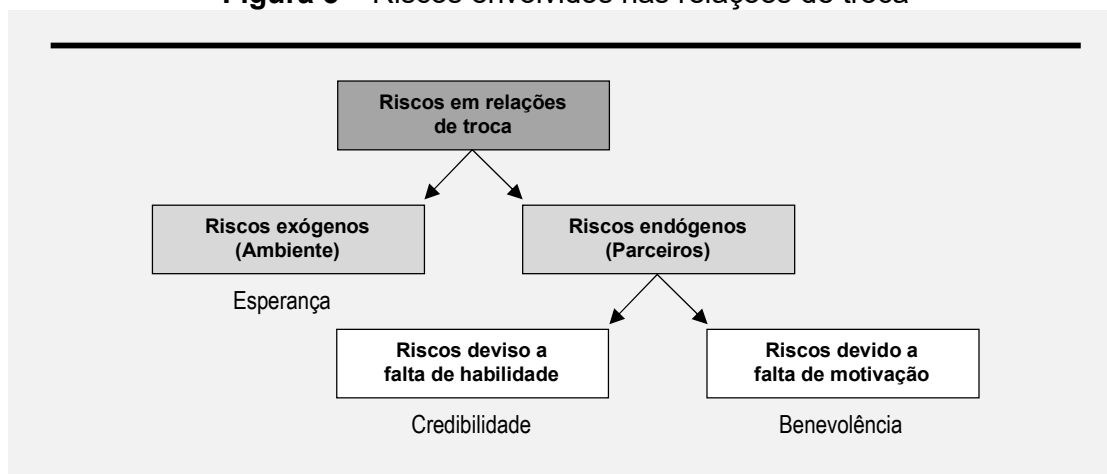 Figura Riscos envolvidos nas relações de troca
Riscos em relações
de troca
Riscos exógenos
(Ambiente)
Riscos endógenos
(Parceiros)
Esperança
Riscos deviso a
falta de habilidade
Riscos devido a
falta de motivação
Credibilidade
Benevolência